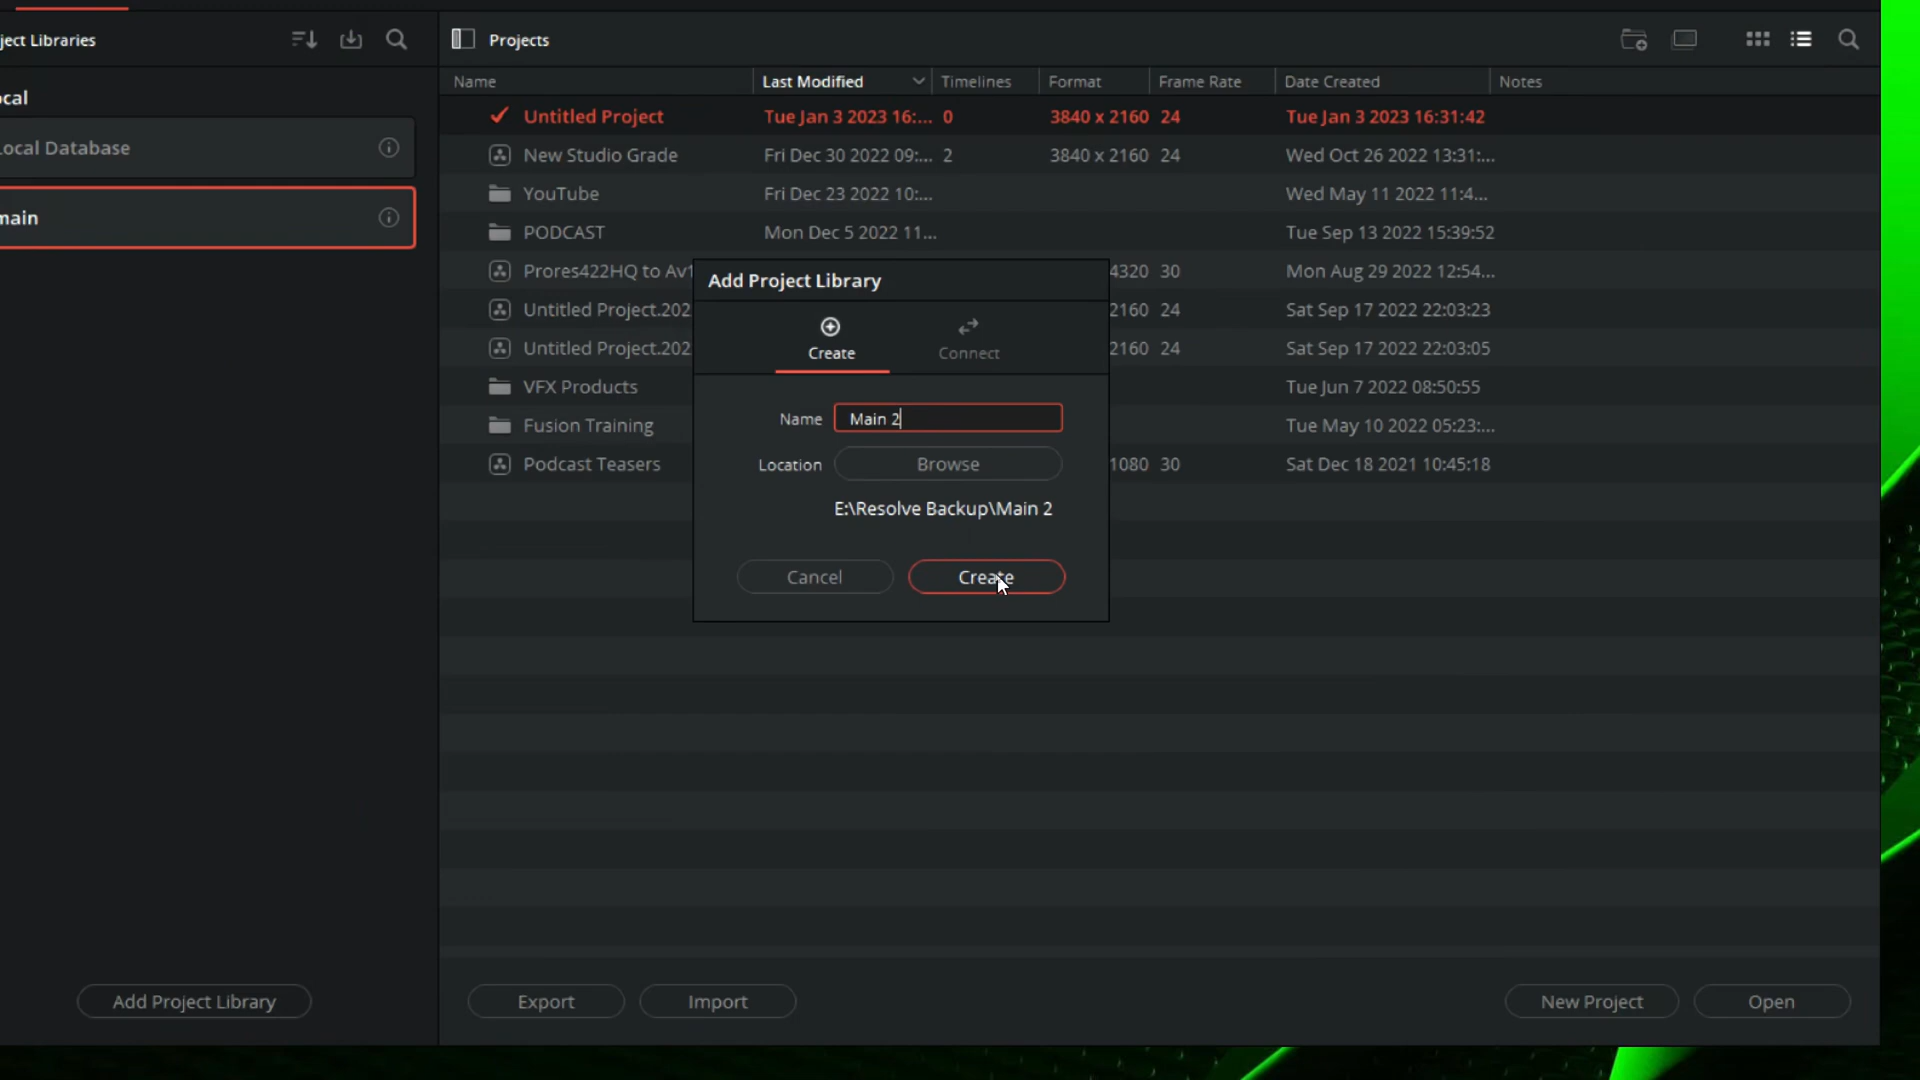 ject Libraries
Projects
Name Last Modified Timelines Format Frame Rate Date Created Notes
cal
Untitled Project Tue Jan 3 2023 16:... 0 3840 x 2160 24 Tue Jan 3 2023 16:31:42
Local Database
New Studio Grade Fri Dec 30 2022 09:... 2 3840 x 2160 24 Wed Oct 26 2022 13:31:...
YouTube Fri Dec 23 2022 10:... Wed May 11 2022 11:4...
main
PODCAST Mon Dec 5 2022 11... Tue Sep 13 2022 15:39:52
Prores422HQ to Av1 4320 30 Mon Aug 29 2022 12:54...
Untitled Project.202 2160 24 Sat Sep 17 2022 22:03:23
Untitled Project.202 2160 24 Sat Sep 17 2022 22:03:05
VFX Products Tue Jun 7 2022 08:50:55
Fusion Training Tue May 10 2022 05:23:...
Podcast Teasers 1080 30 Sat Dec 18 2021 10:45:18
Add Project Library
Create Connect
Name Main 2
Location Browse
E:\Resolve Backup\Main 2
Cancel Create
Add Project Library Export Import New Project Open